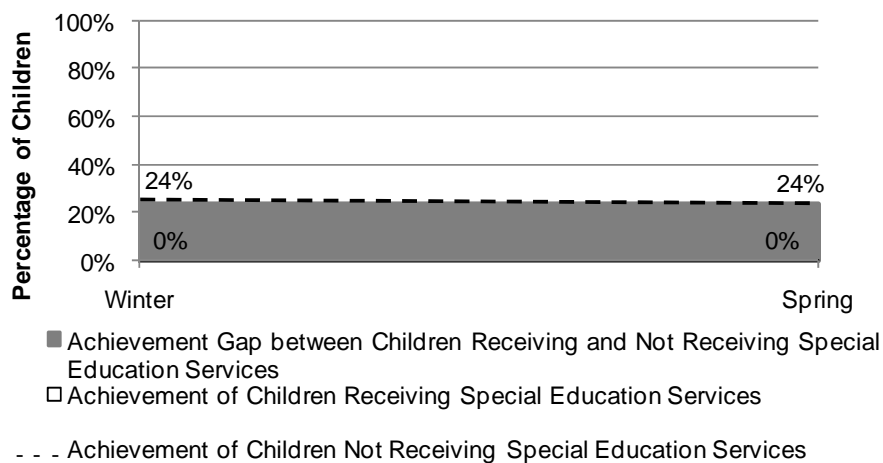 Percentage of Children
100%
80%
60%
40%
20%
0%
24%
24%
0%
0%
Winter
Spring
Achievement Gap between Children Receiving and Not Receiving Special
Education Services
Achievement of Children Receiving Special Education Services
Achievement of Children Not Receiving Special Education Services